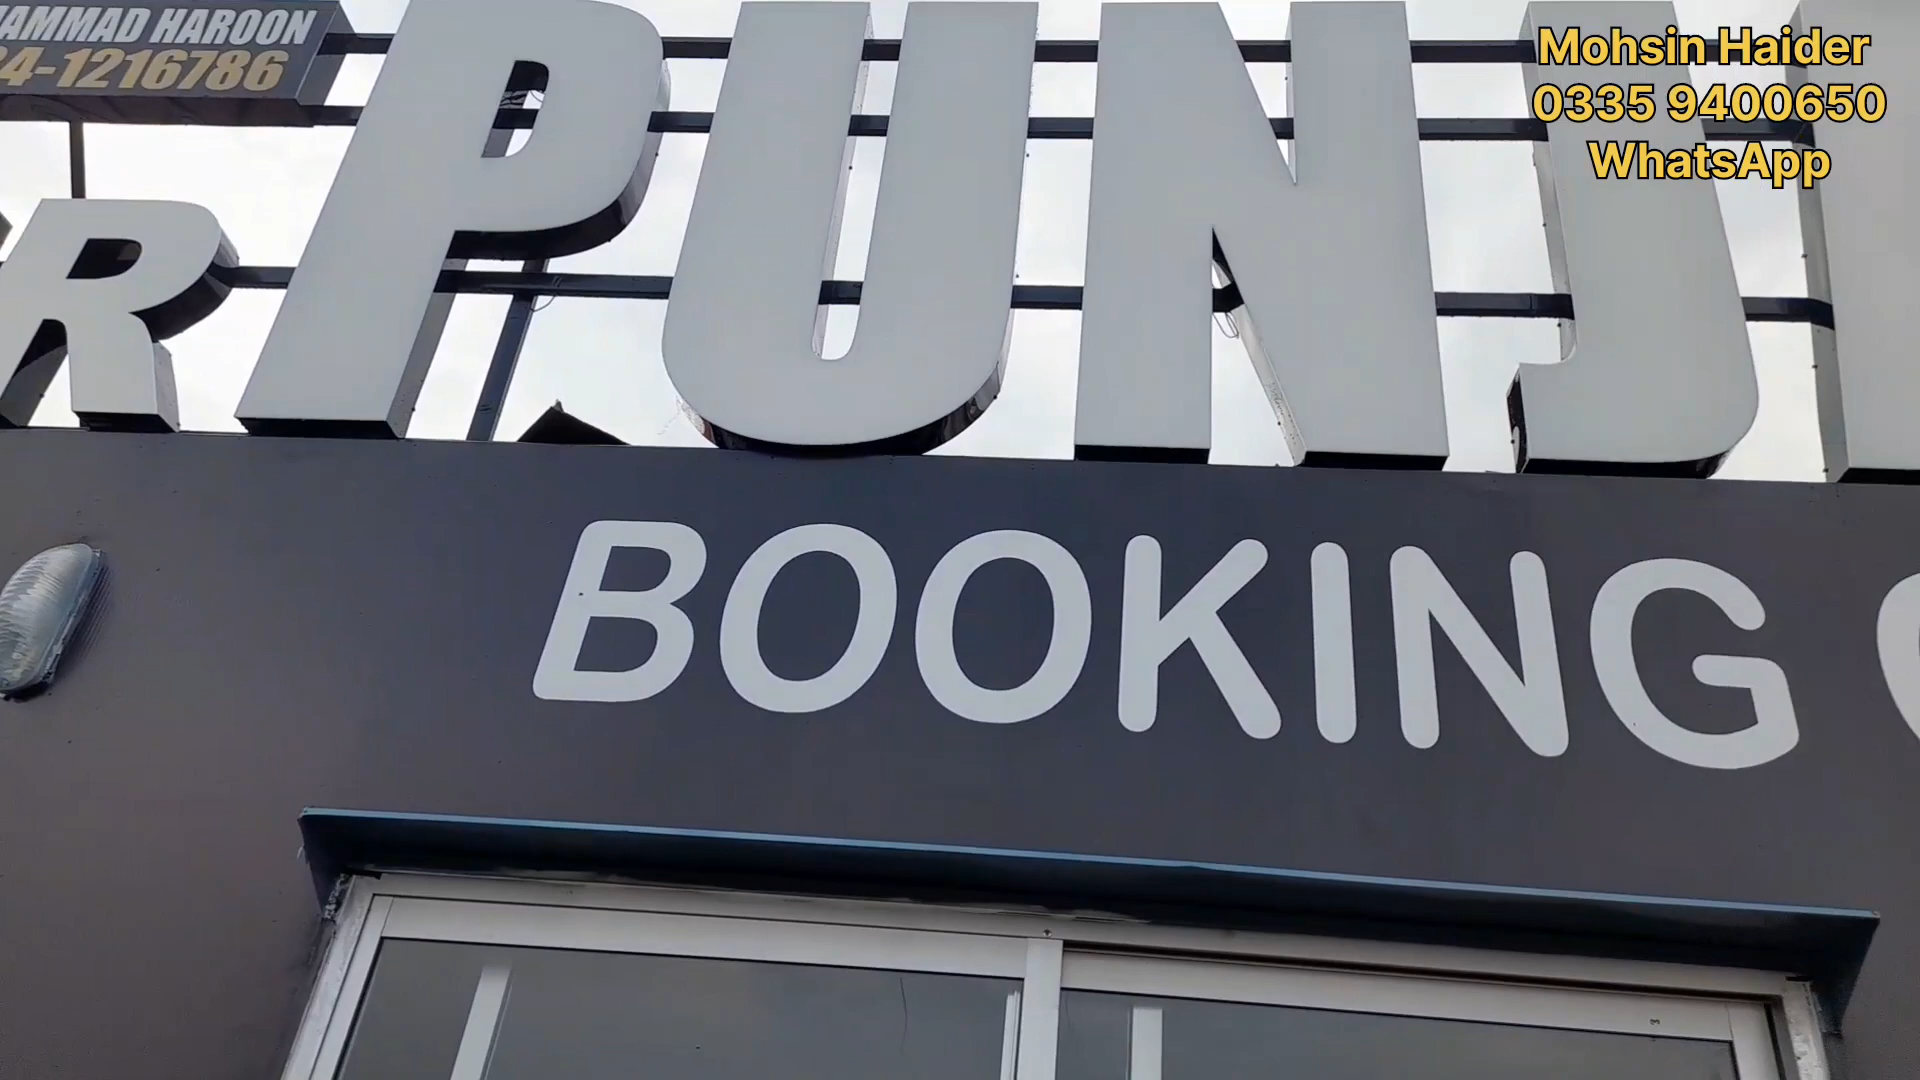 AMMAD HAROON
4-1216786
R PUNJ
BOOKING
Mohsin Haider
0335 9400650
WhatsApp